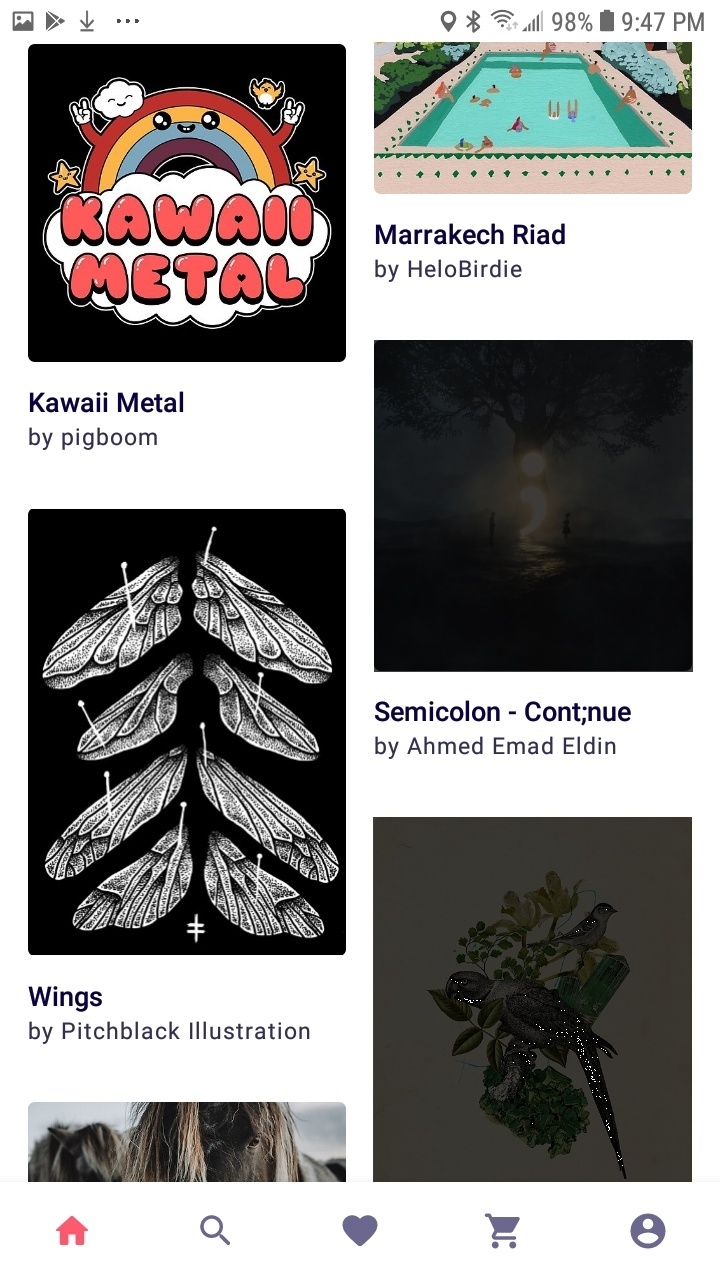 98% 9:47 PM
KAWAII
METAL
Kawaii Metal
by pigboom
Marrakech Riad
by HeloBirdie
Wings
by Pitchblack Illustration
Semicolon - Cont;nue
by Ahmed Emad Eldin